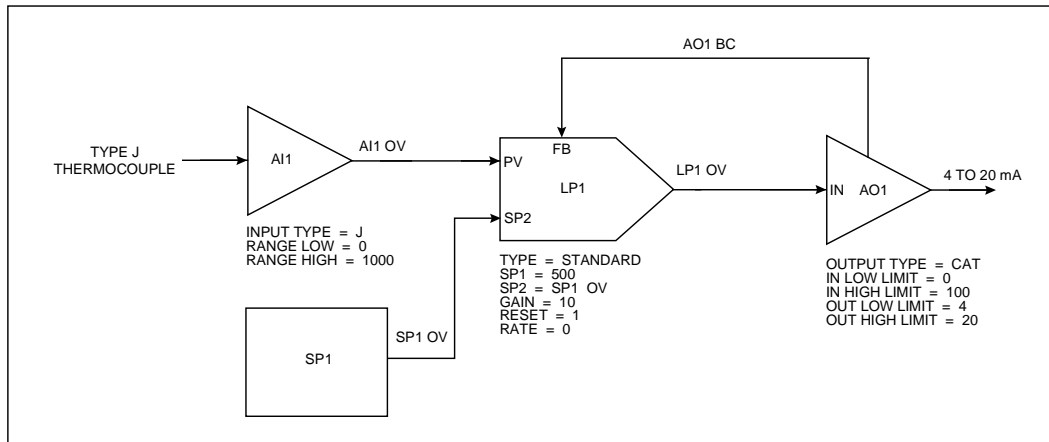 AO1 BC
TYPE J
THERMOCOUPLE
AI1
AI1 OV
PV
FB
LP1
SP2
LP1 OV
IN
AO1
4 TO 20 mA
INPUT TYPE = J
RANGE LOW = 0
RANGE HIGH = 1000
TYPE = STANDARD
SP1 = 500
SP2 = SP1 OV
GAIN = 10
RESET = 1
RATE = 0
OUTPUT TYPE = CAT
IN LOW LIMIT = 0
IN HIGH LIMIT = 100
OUT LOW LIMIT = 4
OUT HIGH LIMIT = 20
SP1
SP1 OV